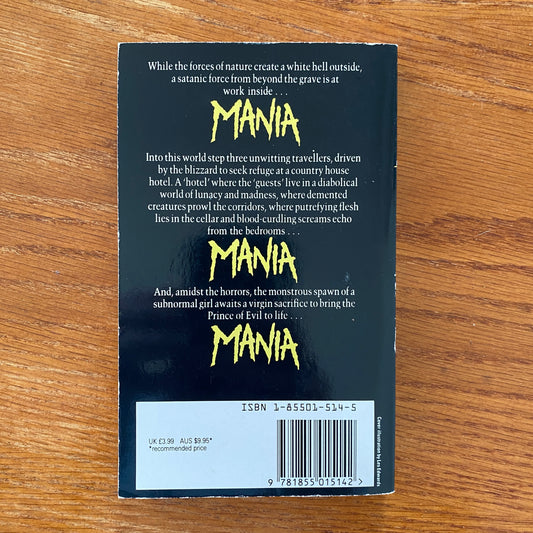 While the forces of nature create a white hell outside,
a satanic force from beyond the grave is at
work inside . . .
MANIA
Into this world step three unwitting travellers, driven
by the blizzard to seek refuge at a country house
hotel. A 'hotel' where the 'guests' live in a diabolical
world of lunacy and madness, where demented
creatures prowl the corridors, where putrefying flesh
lies in the cellar and blood-curdling screams echo
from the bedrooms . . .
MANIA
And, amidst the horrors, the monstrous spawn of a
subnormal girl awaits a virgin sacrifice to bring the
Prince of Evil to life . . .
MANIA
ISBN 1-85501-514-5
UK £3.99 AUS $9.95*
*recommended price
9 781855 015142 >
Cover illustration by Les Edwards